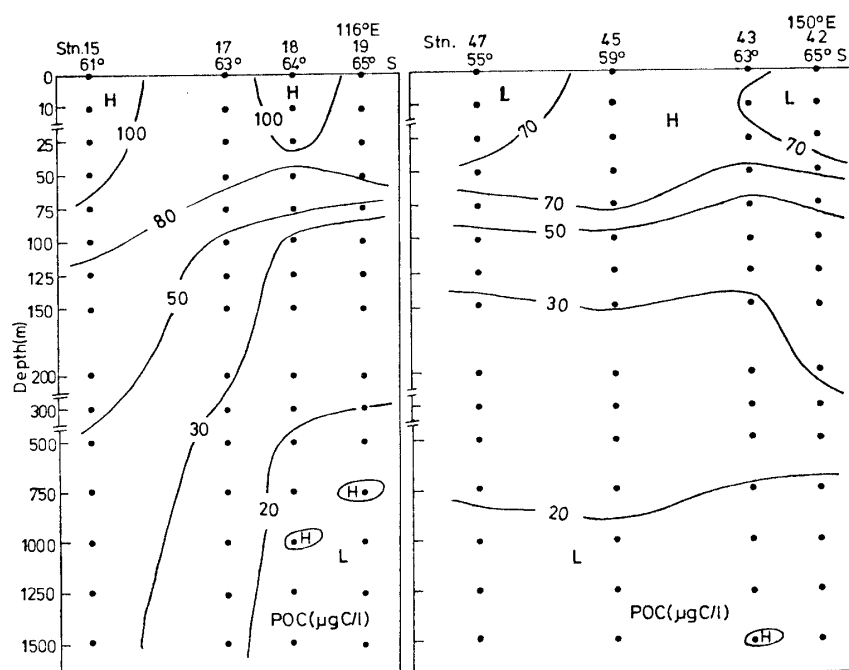 116°E
Stn.15 17 18 19
61° 63° 64° 65° S
0
10
25
50
75
100
125
150
200
300
500
750
1000
1250
1500
Depth(m)
H
H
100
100
80
50
30
20
H
H
L
POC(µgC/l)
150°E
Stn. 47 45 43 42
55° 59° 63° 65° S
L
H
L
70
70
70
50
30
20
L
POC(µgC/l)
H